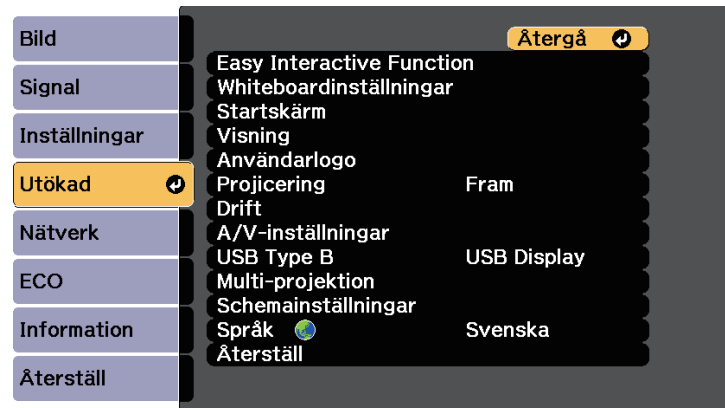 Bild
Signal
Inställningar
Utökad
Nätverk
ECO
Information
Återställ
Återgå
Easy Interactive Function
Whiteboardinställningar
Startskärm
Visning
Användarlogo
Projicering Fram
Drift
A/V-inställningar
USB Type B USB Display
Multi-projektion
Schemainställningar
Språk Svenska
Återställ